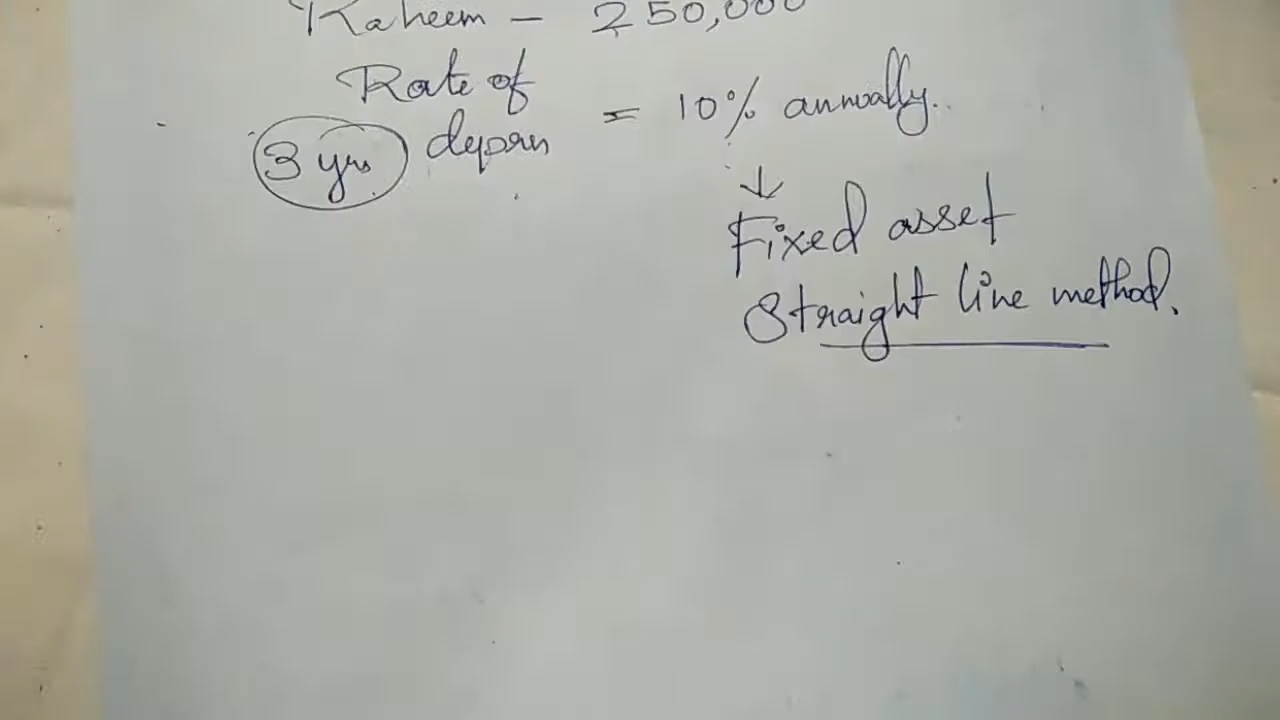 Raheem - 250,000
Rate of
deprn = 10% annually.
3 yrs
Fixed asset
Straight line method.